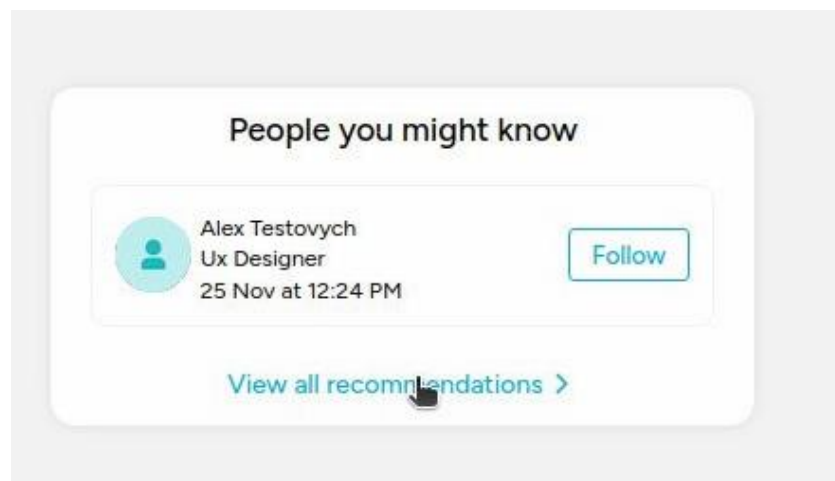 People you might know
Alex Testovych
Ux Designer
Follow
25 Nov at 12:24 PM
View all recommendations >